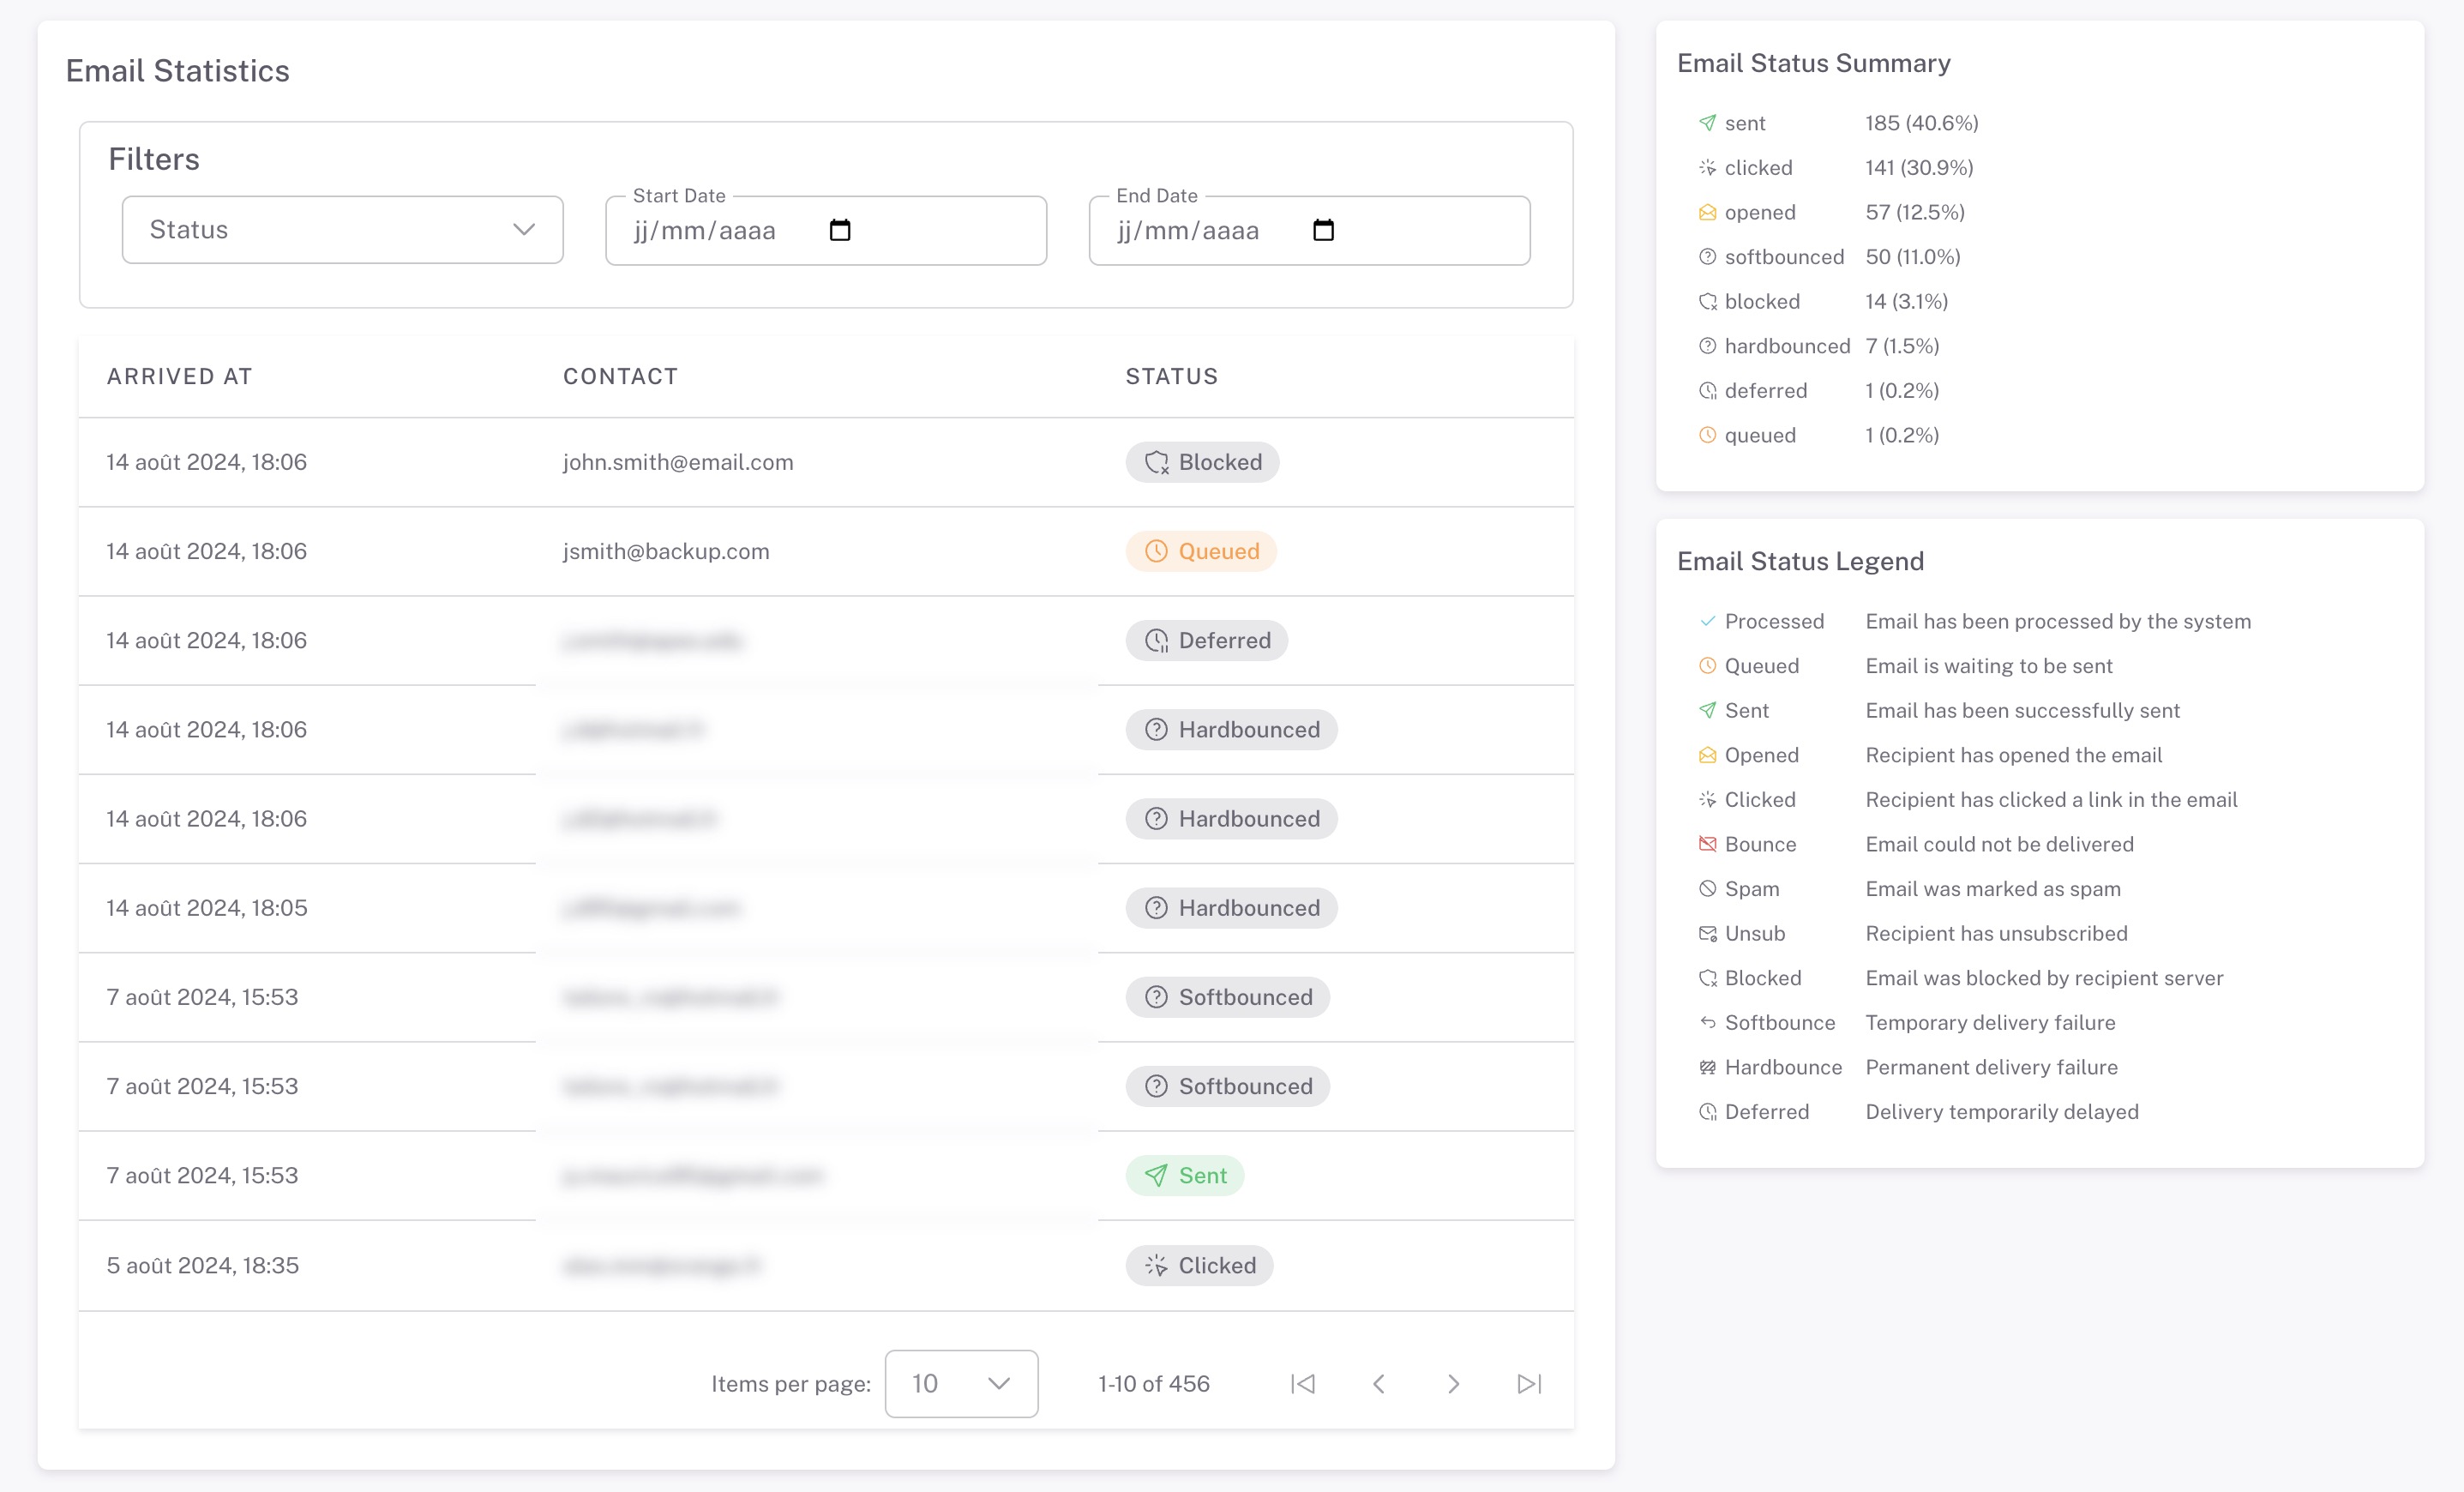 Email Statistics
Filters
Status
Start Date
jj/mm/aaaa
End Date
jj/mm/aaaa
ARRIVED AT CONTACT STATUS
14 août 2024, 18:06 john.smith@email.com Blocked
14 août 2024, 18:06 jsmith@backup.com Queued
14 août 2024, 18:06 Deferred
14 août 2024, 18:06 Hardbounced
14 août 2024, 18:06 Hardbounced
14 août 2024, 18:05 Hardbounced
7 août 2024, 15:53 Softbounced
7 août 2024, 15:53 Softbounced
7 août 2024, 15:53 Sent
5 août 2024, 18:35 Clicked
Items per page: 10 1-10 of 456
Email Status Summary
sent 185 (40.6%)
clicked 141 (30.9%)
opened 57 (12.5%)
softbounced 50 (11.0%)
blocked 14 (3.1%)
hardbounced 7 (1.5%)
deferred 1 (0.2%)
queued 1 (0.2%)
Email Status Legend
Processed Email has been processed by the system
Queued Email is waiting to be sent
Sent Email has been successfully sent
Opened Recipient has opened the email
Clicked Recipient has clicked a link in the email
Bounce Email could not be delivered
Spam Email was marked as spam
Unsub Recipient has unsubscribed
Blocked Email was blocked by recipient server
Softbounce Temporary delivery failure
Hardbounce Permanent delivery failure
Deferred Delivery temporarily delayed